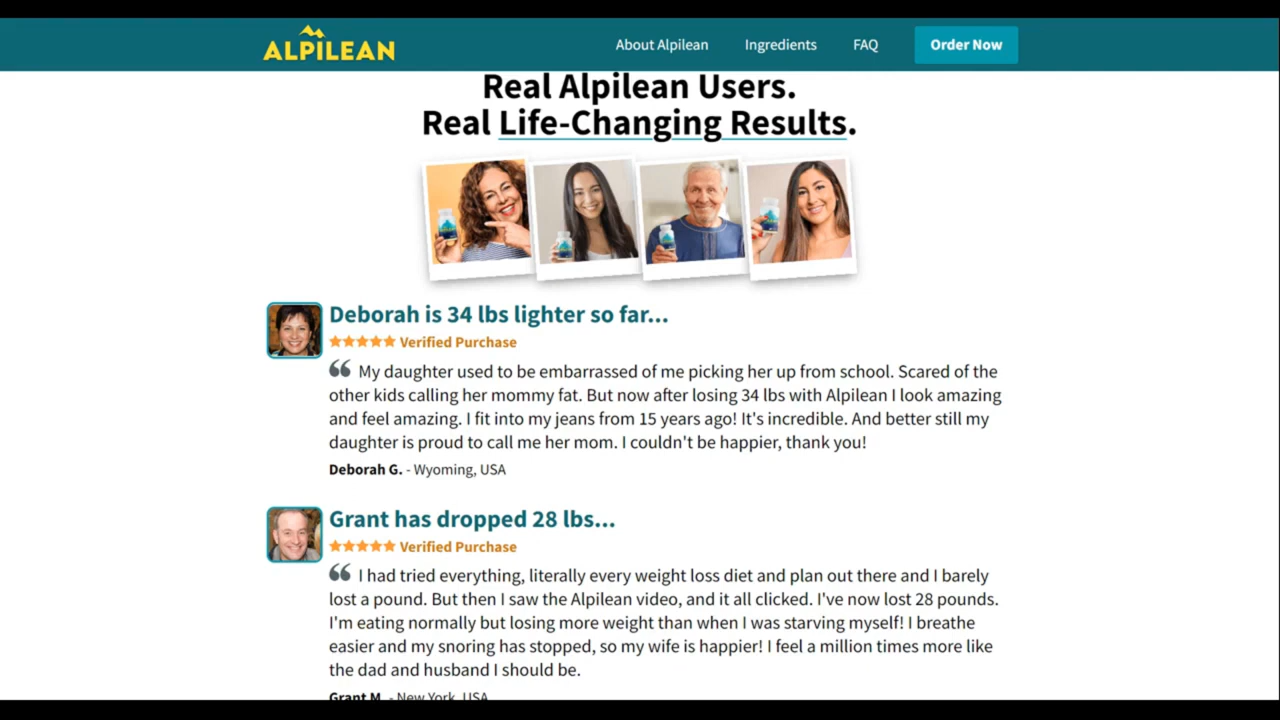 ALPILEAN
About Alpilean Ingredients FAQ Order Now
Real Alpilean Users.
Real Life-Changing Results.
Deborah is 34 lbs lighter so far...
Verified Purchase
“ My daughter used to be embarrassed of me picking her up from school. Scared of the
other kids calling her mommy fat. But now after losing 34 lbs with Alpilean I look amazing
and feel amazing. I fit into my jeans from 15 years ago! It's incredible. And better still my
daughter is proud to call me her mom. I couldn't be happier, thank you!
Deborah G. - Wyoming, USA
Grant has dropped 28 lbs...
Verified Purchase
“ I had tried everything, literally every weight loss diet and plan out there and I barely
lost a pound. But then I saw the Alpilean video, and it all clicked. I've now lost 28 pounds.
I'm eating normally but losing more weight than when I was starving myself! I breathe
easier and my snoring has stopped, so my wife is happier! I feel a million times more like
the dad and husband I should be.
Grant M. - New York, USA